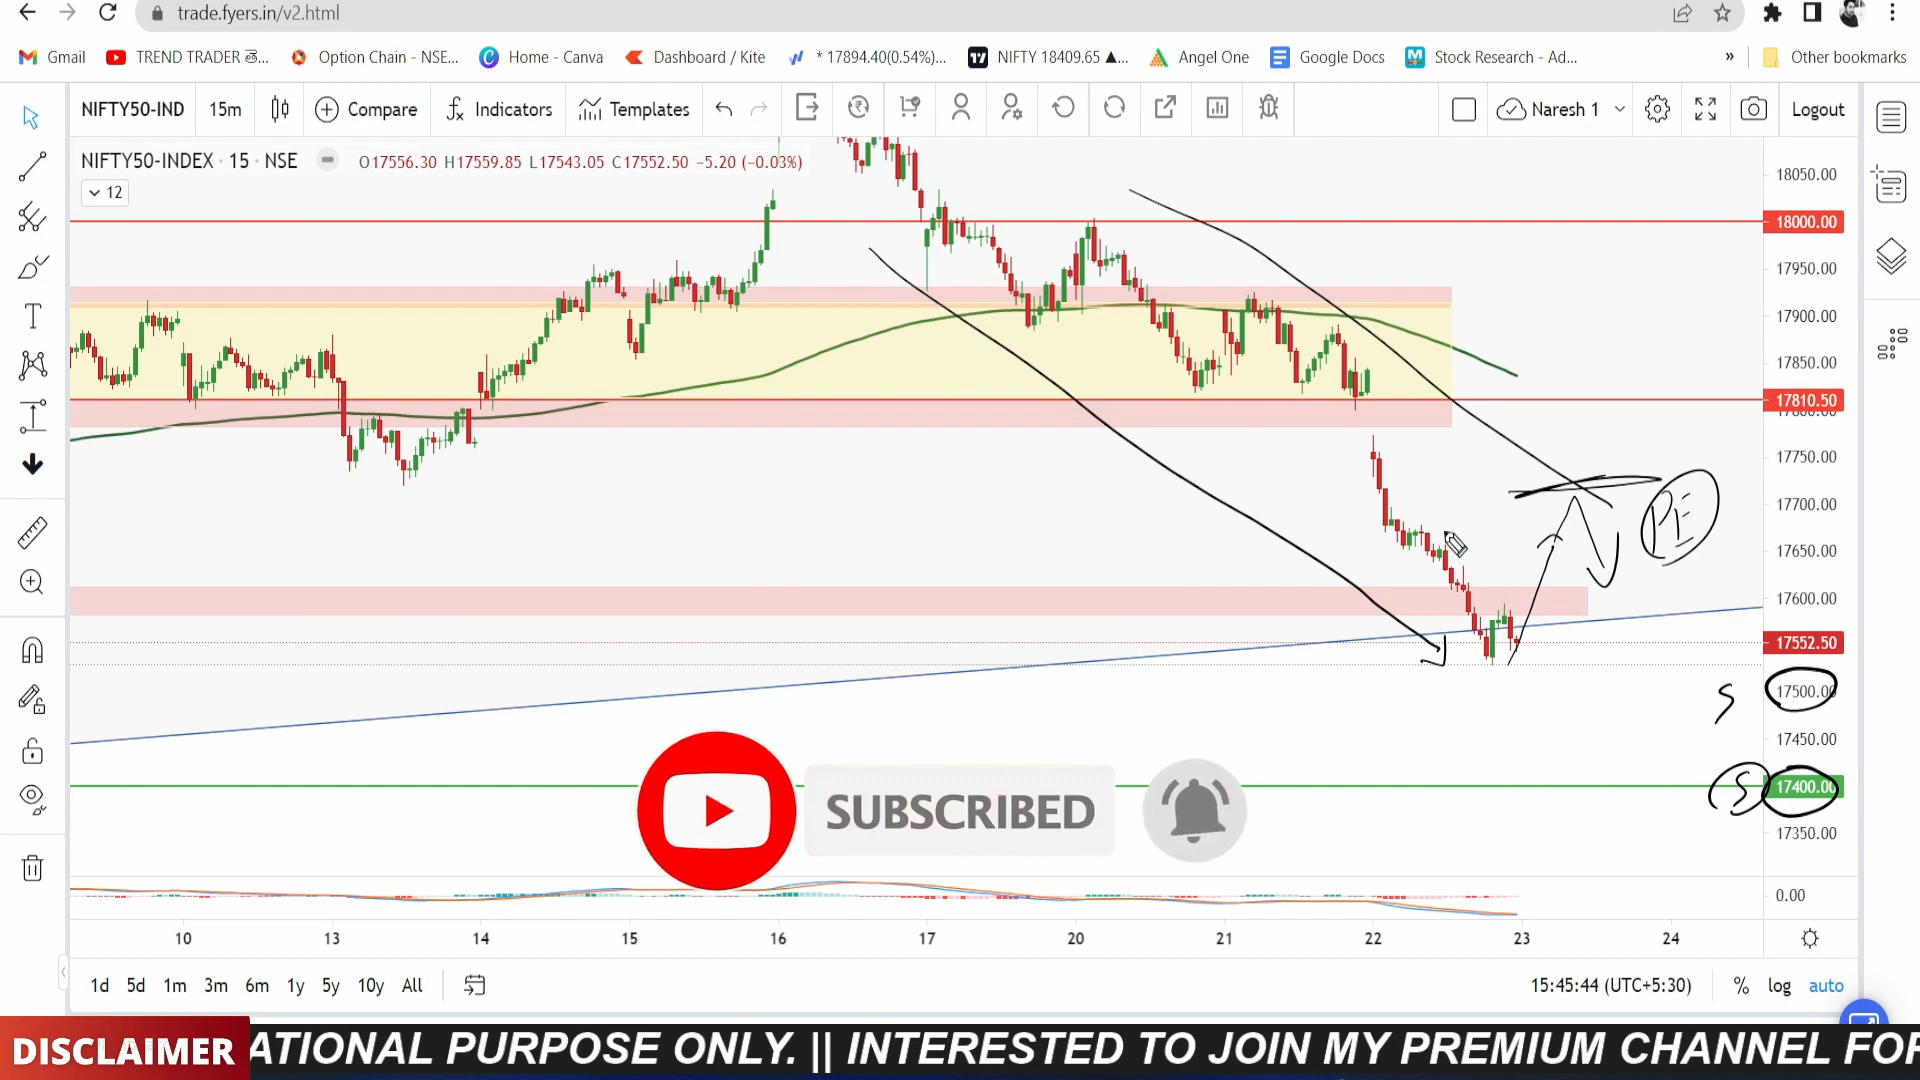 trade.fyers.in/v2.html
Gmail
TREND TRADER తె...
Option Chain - NSE...
Home - Canva
Dashboard / Kite
* 17894.40(0.54%)...
NIFTY 18409.65 ▲...
Angel One
Google Docs
Stock Research - Ad...
»
Other bookmarks
NIFTY50-IND
15m
Compare
Indicators
Templates
Naresh 1
Logout
NIFTY50-INDEX · 15 · NSE
O17556.30 H17559.85 L17543.05 C17552.50 −5.20 (−0.03%)
12
18050.00
18000.00
17950.00
17900.00
17850.00
17810.50
17800.00
17750.00
17700.00
17650.00
17600.00
17552.50
17500.00
17450.00
17400.00
17350.00
0.00
PE
S
S
SUBSCRIBED
10 13 14 15 16 17 20 21 22 23 24
1d 5d 1m 3m 6m 1y 5y 10y All
15:45:44 (UTC+5:30)
% log auto
DISCLAIMER
ATIONAL PURPOSE ONLY. || INTERESTED TO JOIN MY PREMIUM CHANNEL FOR